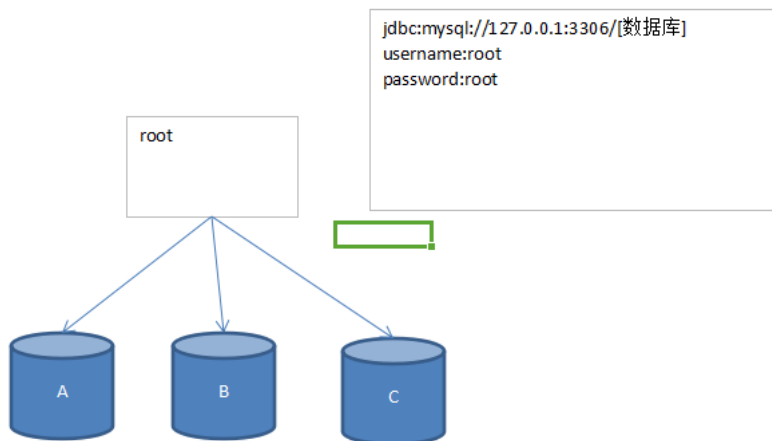 jdbc:mysql://127.0.0.1:3306/[数据库]
username:root
password:root
root
A
B
C